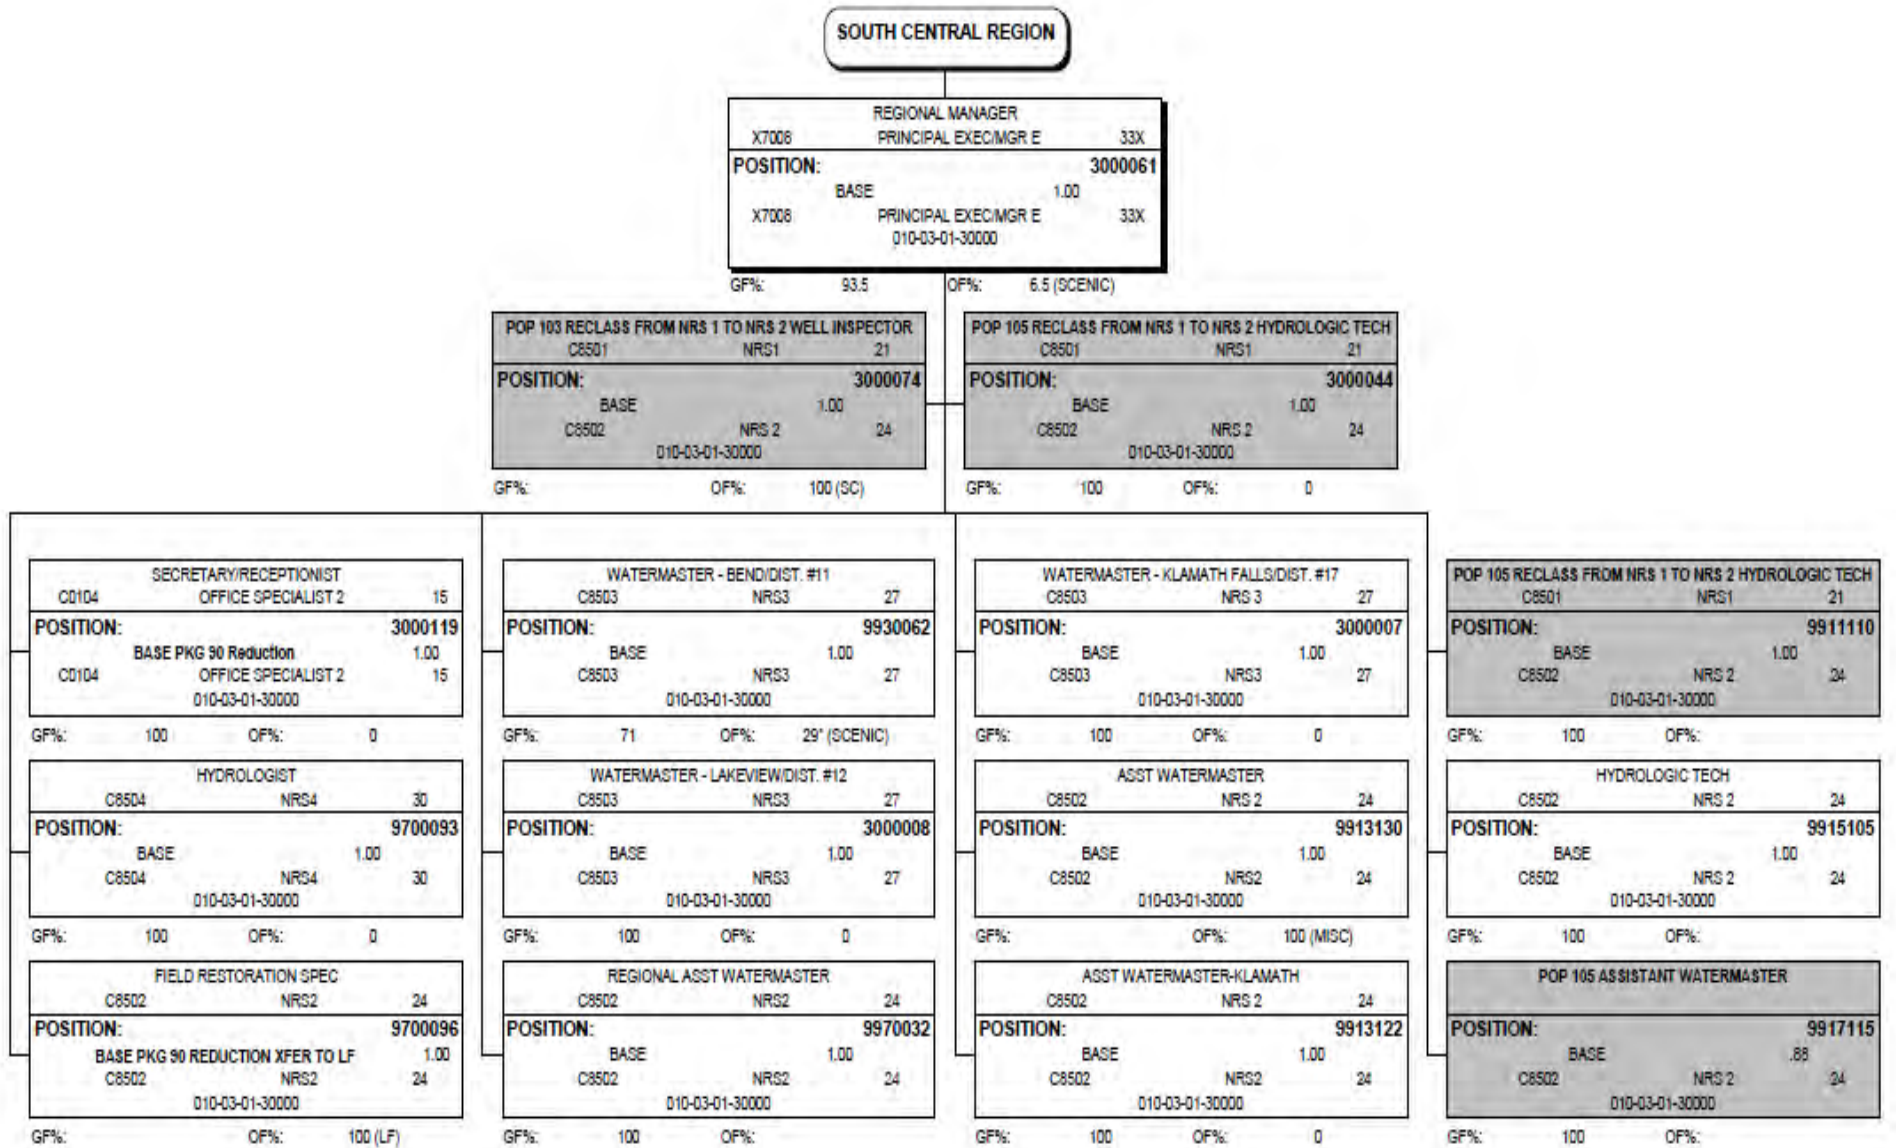 SOUTH CENTRAL REGION
REGIONAL MANAGER
X7008 PRINCIPAL EXEC/MGR E 33X
POSITION: 3000061
BASE 1.00
X7008 PRINCIPAL EXEC/MGR E 33X
010-03-01-30000
GF%: 93.5 OF%: 6.5 (SCENIC)
POP 103 RECLASS FROM NRS 1 TO NRS 2 WELL INSPECTOR
C8501 NRS1 21
POSITION: 3000074
BASE 1.00
C8502 NRS 2 24
010-03-01-30000
GF%: OF%: 100 (SC)
POP 105 RECLASS FROM NRS 1 TO NRS 2 HYDROLOGIC TECH
C8501 NRS1 21
POSITION: 3000044
BASE 1.00
C8502 NRS 2 24
010-03-01-30000
GF%: 100 OF%: 0
SECRETARY/RECEPTIONIST
C0104 OFFICE SPECIALIST 2 15
POSITION: 3000119
BASE PKG 90 Reduction 1.00
C0104 OFFICE SPECIALIST 2 15
010-03-01-30000
GF%: 100 OF%: 0
WATERMASTER - BEND/DIST. #11
C8503 NRS3 27
POSITION: 9930062
BASE 1.00
C8503 NRS3 27
010-03-01-30000
GF%: 71 OF%: 29* (SCENIC)
WATERMASTER - KLAMATH FALLS/DIST. #17
C8503 NRS 3 27
POSITION: 3000007
BASE 1.00
C8503 NRS3 27
010-03-01-30000
GF%: 100 OF%: 0
POP 105 RECLASS FROM NRS 1 TO NRS 2 HYDROLOGIC TECH
C8501 NRS1 21
POSITION: 9911110
BASE 1.00
C8502 NRS 2 24
010-03-01-30000
GF%: 100 OF%:
HYDROLOGIST
C8504 NRS4 30
POSITION: 9700093
BASE 1.00
C8504 NRS4 30
010-03-01-30000
GF%: 100 OF%: 0
WATERMASTER - LAKEVIEW/DIST. #12
C8503 NRS3 27
POSITION: 3000008
BASE 1.00
C8503 NRS3 27
010-03-01-30000
GF%: 100 OF%: 0
ASST WATERMASTER
C8502 NRS 2 24
POSITION: 9913130
BASE 1.00
C8502 NRS2 24
010-03-01-30000
GF%: OF%: 100 (MISC)
HYDROLOGIC TECH
C8502 NRS 2 24
POSITION: 9915105
BASE 1.00
C8502 NRS 2 24
010-03-01-30000
GF%: 100 OF%:
FIELD RESTORATION SPEC
C8502 NRS2 24
POSITION: 9700096
BASE PKG 90 REDUCTION XFER TO LF 1.00
C8502 NRS2 24
010-03-01-30000
GF%: OF%: 100 (LF)
REGIONAL ASST WATERMASTER
C8502 NRS2 24
POSITION: 9970032
BASE 1.00
C8502 NRS2 24
010-03-01-30000
GF%: 100 OF%:
ASST WATERMASTER-KLAMATH
C8502 NRS 2 24
POSITION: 9913122
BASE 1.00
C8502 NRS2 24
010-03-01-30000
GF%: 100 OF%: 0
POP 105 ASSISTANT WATERMASTER
POSITION: 9917115
BASE .88
C8502 NRS 2 24
010-03-01-30000
GF%: 100 OF%: